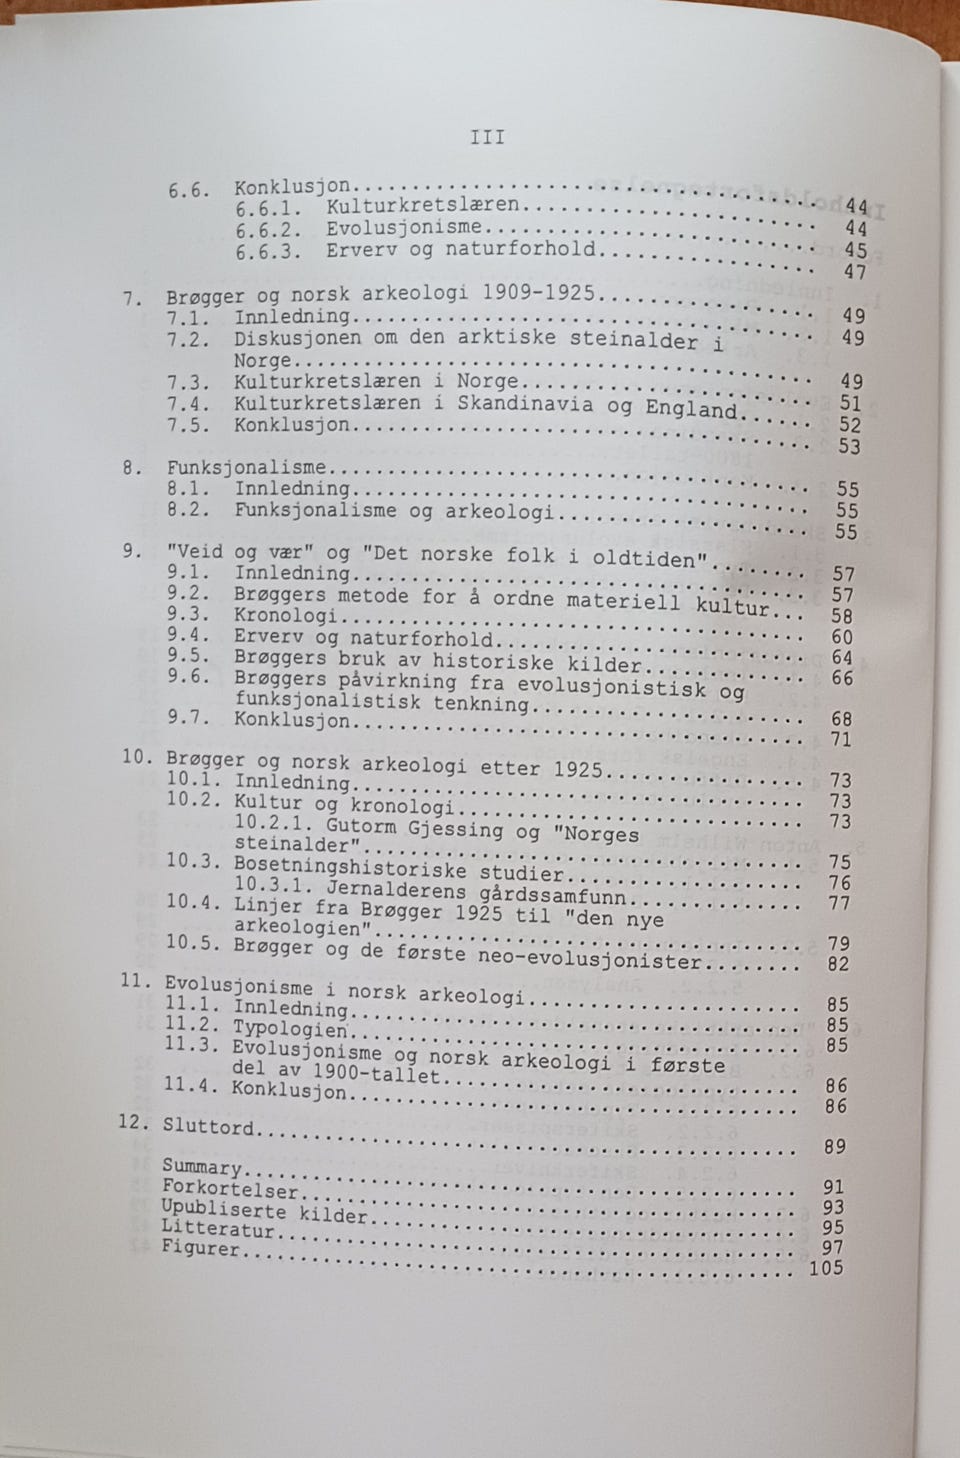 III
6.6. Konklusjon........................................ 44
6.6.1. Kulturkretslæren......................... 44
6.6.2. Evolusjonisme............................ 45
6.6.3. Erverv og naturforhold................... 47
7. Brøgger og norsk arkeologi 1909-1925................... 49
7.1. Innledning........................................ 49
7.2. Diskusjonen om den arktiske steinalder i
Norge............................................. 49
7.3. Kulturkretslæren i Norge......................... 51
7.4. Kulturkretslæren i Skandinavia og England...... 52
7.5. Konklusjon........................................ 53
8. Funksjonalisme......................................... 55
8.1. Innledning........................................ 55
8.2. Funksjonalisme og arkeologi..................... 55
9. "Veid og vær" og "Det norske folk i oldtiden"........ 57
9.1. Innledning....................................... 57
9.2. Brøggers metode for å ordne materiell kultur... 58
9.3. Kronologi........................................ 60
9.4. Erverv og naturforhold.......................... 64
9.5. Brøggers bruk av historiske kilder.............. 66
9.6. Brøggers påvirkning fra evolusjonistisk og
funksjonalistisk tenkning....................... 68
9.7. Konklusjon....................................... 71
10. Brøgger og norsk arkeologi etter 1925................. 73
10.1. Innledning...................................... 73
10.2. Kultur og kronologi............................. 73
10.2.1. Gutorm Gjessing og "Norges
steinalder"..................................... 75
10.3. Bosetningshistoriske studier.................... 76
10.3.1. Jernalderens gårdssamfunn............... 77
10.4. Linjer fra Brøgger 1925 til "den nye
arkeologien".................................... 79
10.5. Brøgger og de første neo-evolusjonister........ 82
11. Evolusjonisme i norsk arkeologi....................... 85
11.1. Innledning...................................... 85
11.2. Typologien...................................... 85
11.3. Evolusjonisme og norsk arkeologi i første
del av 1900-tallet.............................. 86
11.4. Konklusjon...................................... 86
12. Sluttord.............................................. 89
Summary............................................... 91
Forkortelser.......................................... 93
Upubliserte kilder.................................... 95
Litteratur............................................ 97
Figurer............................................... 105